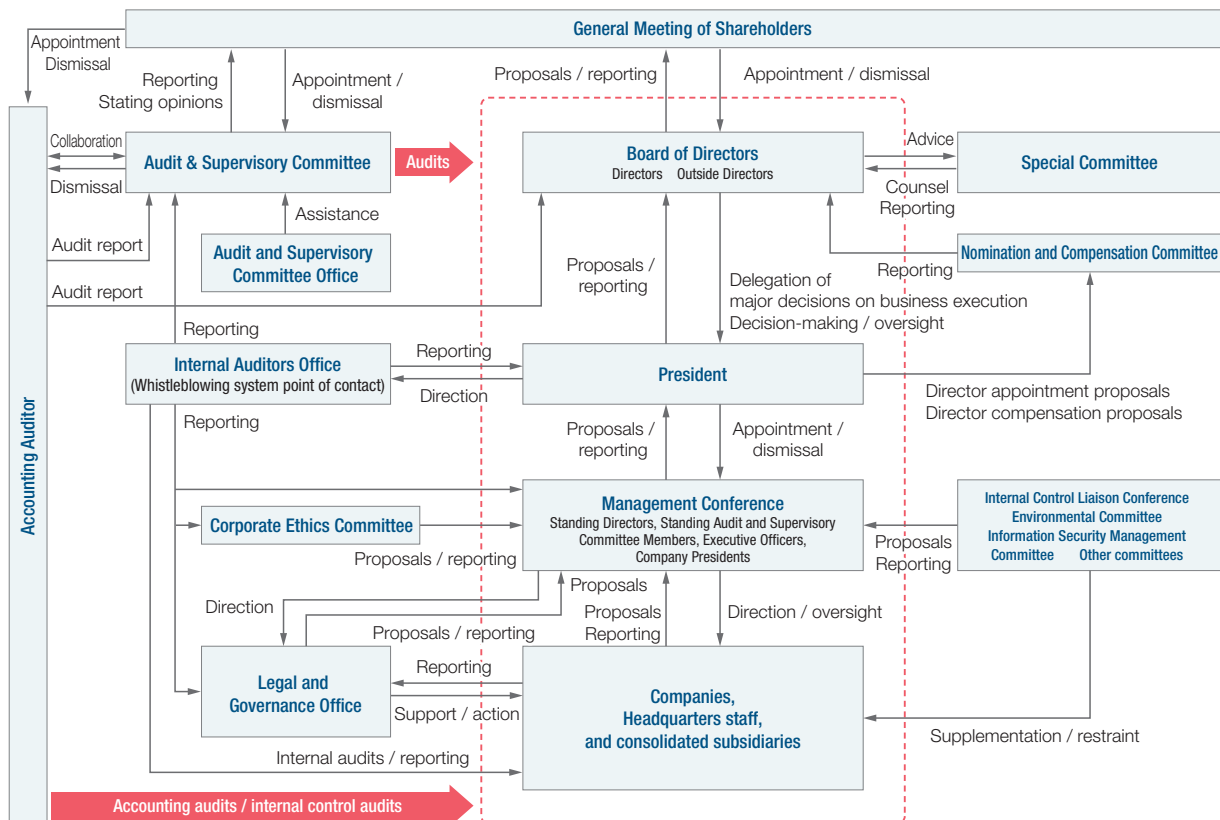 General Meeting of Shareholders
Appointment
Dismissal
Reporting
Stating opinions
Appointment /
dismissal
Proposals / reporting
Appointment / dismissal
Collaboration
Dismissal
Audit & Supervisory Committee
Audits
Board of Directors
Directors Outside Directors
Advice
Counsel
Reporting
Special Committee
Assistance
Audit report
Audit and Supervisory
Committee Office
Audit report
Proposals /
reporting
Delegation of
major decisions on business execution
Decision-making / oversight
Reporting
Nomination and Compensation Committee
Reporting
Internal Auditors Office
(Whistleblowing system point of contact)
Reporting
Direction
President
Director appointment proposals
Director compensation proposals
Accounting Auditor
Reporting
Proposals /
reporting
Appointment /
dismissal
Corporate Ethics Committee
Proposals / reporting
Management Conference
Standing Directors, Standing Audit and Supervisory
Committee Members, Executive Officers,
Company Presidents
Proposals
Reporting
Internal Control Liaison Conference
Environmental Committee
Information Security Management
Committee Other committees
Direction
Proposals
Proposals / reporting
Proposals
Reporting
Direction / oversight
Legal and
Governance Office
Reporting
Support / action
Companies,
Headquarters staff,
and consolidated subsidiaries
Supplementation / restraint
Internal audits / reporting
Accounting audits / internal control audits